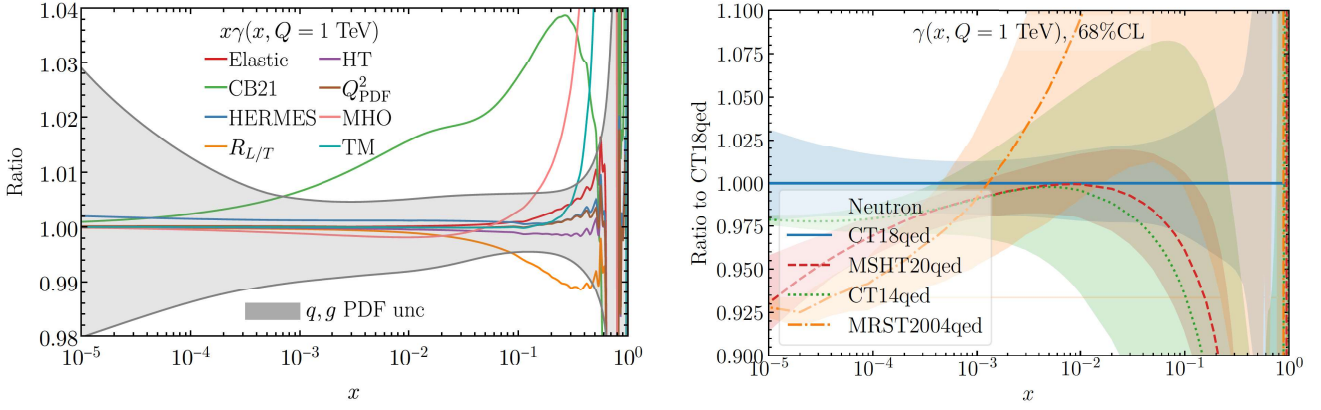 1.04
1.03
1.02
1.01
1.00
0.99
0.98
Ratio
xγ(x, Q = 1 TeV)
Elastic HT
CB21 Q²PDF
HERMES MHO
R_L/T TM
q, g PDF unc
10⁻⁵ 10⁻⁴ 10⁻³ 10⁻² 10⁻¹ 10⁰
x
1.100
1.075
1.050
1.025
1.000
0.975
0.950
0.925
0.900
Ratio to CT18qed
γ(x, Q = 1 TeV), 68%CL
Neutron
CT18qed
MSHT20qed
CT14qed
MRST2004qed
10⁻⁵ 10⁻⁴ 10⁻³ 10⁻² 10⁻¹ 10⁰
x